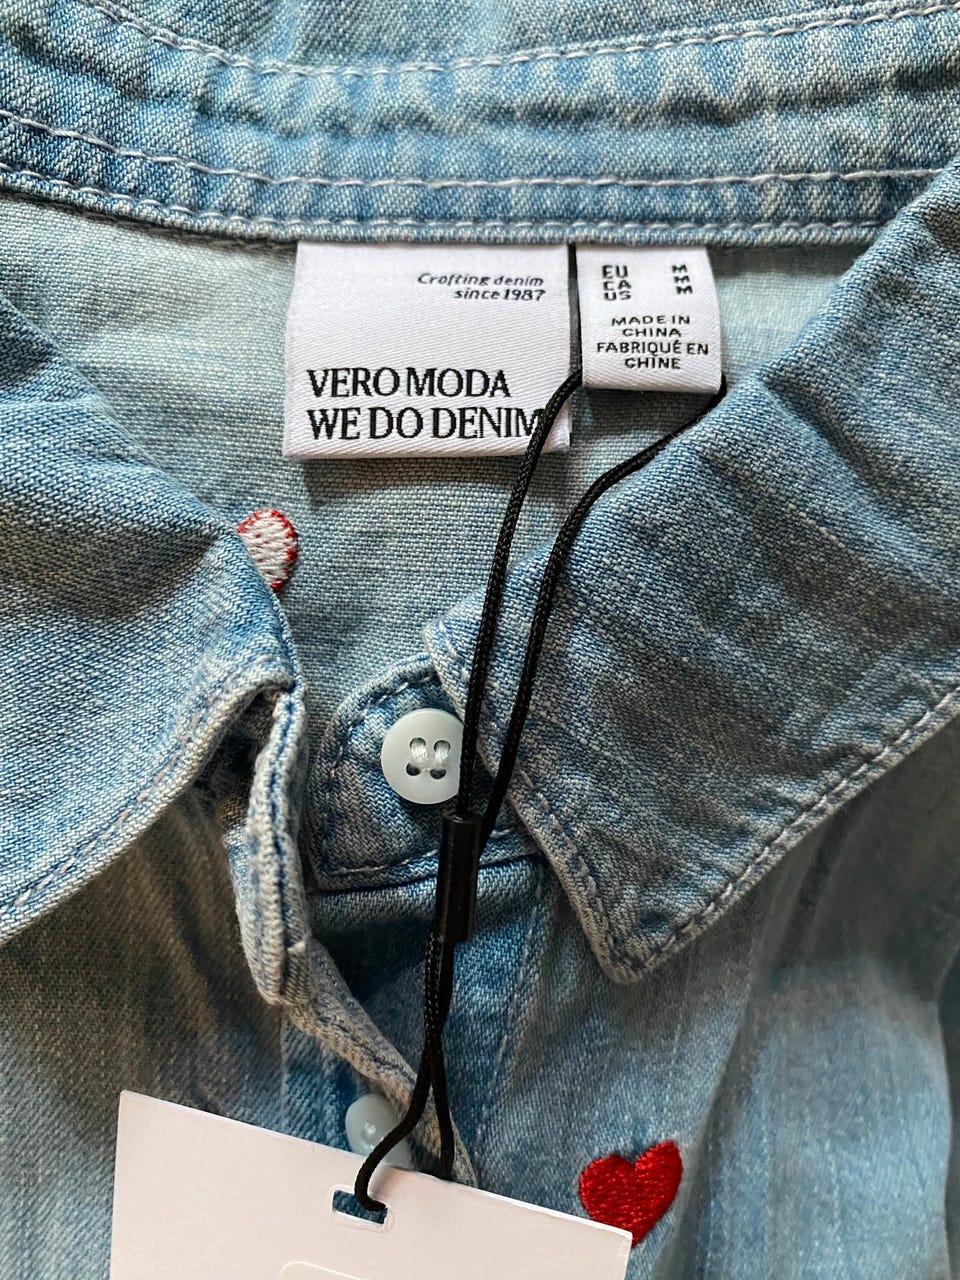 Crafting denim
since 1987
VERO MODA
WE DO DENIM
EU M
CA M
US M
MADE IN
CHINA
FABRIQUÉ EN
CHINE